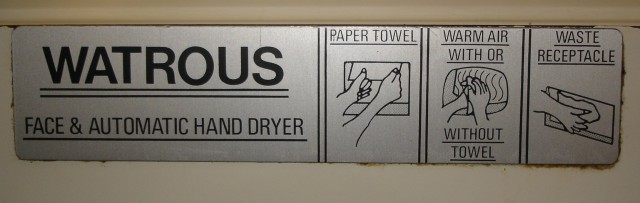 WATROUS
FACE & AUTOMATIC HAND DRYER
PAPER TOWEL
WARM AIR
WITH OR
WITHOUT
TOWEL
WASTE
RECEPTACLE